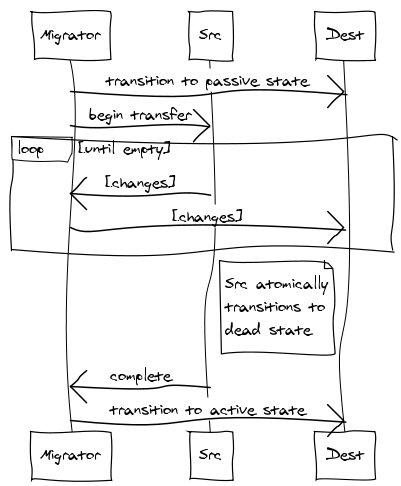 Migrator Src Dest
transition to passive state
begin transfer
loop [until empty]
[changes]
[changes]
Src atomically
transitions to
dead state
complete
transition to active state
Migrator Src Dest